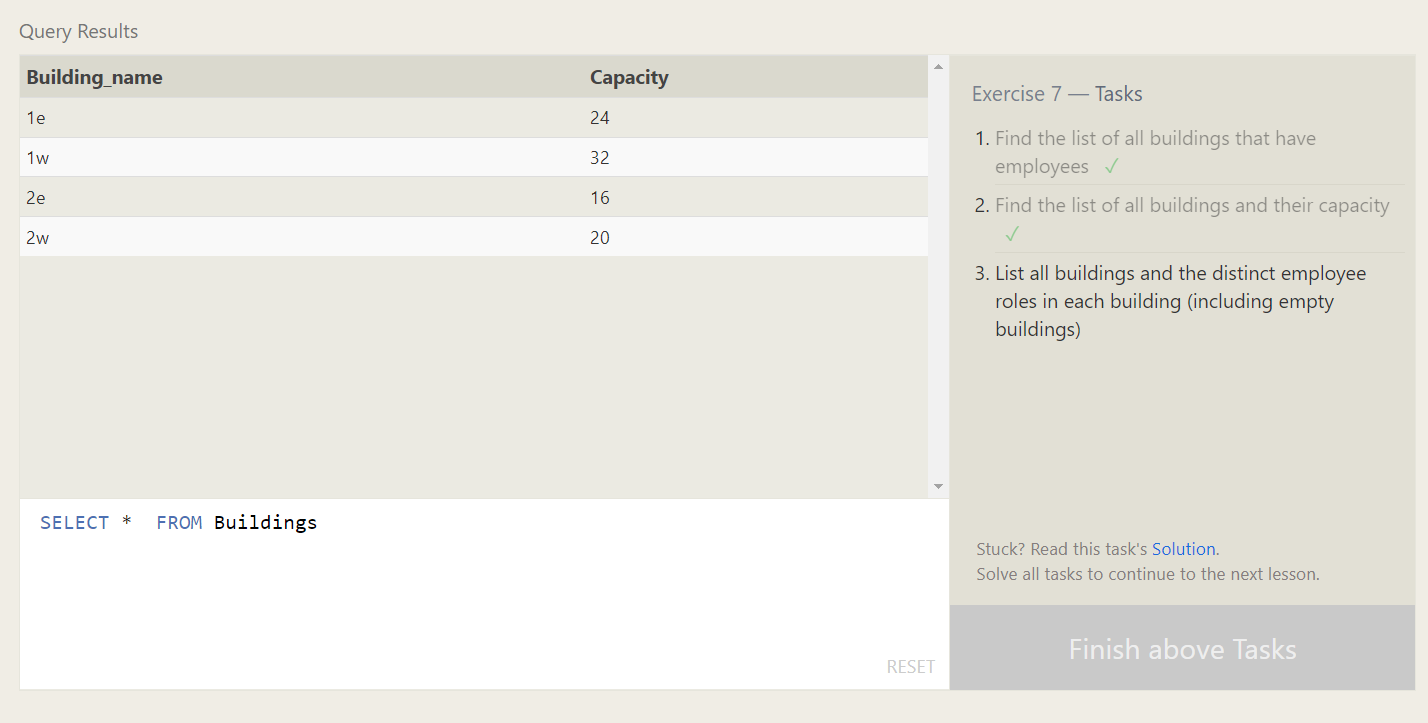 Query Results
Building_name Capacity
1e 24
1w 32
2e 16
2w 20
SELECT *  FROM Buildings
RESET
Exercise 7 — Tasks
1. Find the list of all buildings that have
employees ✓
2. Find the list of all buildings and their capacity
✓
3. List all buildings and the distinct employee
roles in each building (including empty
buildings)
Stuck? Read this task's Solution.
Solve all tasks to continue to the next lesson.
Finish above Tasks